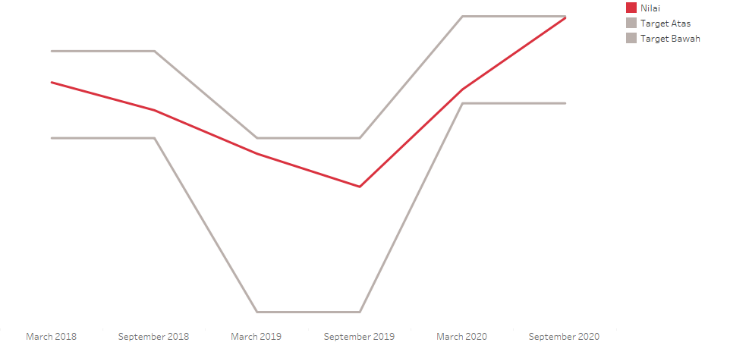 Nilai
Target Atas
Target Bawah
March 2018 September 2018 March 2019 September 2019 March 2020 September 2020